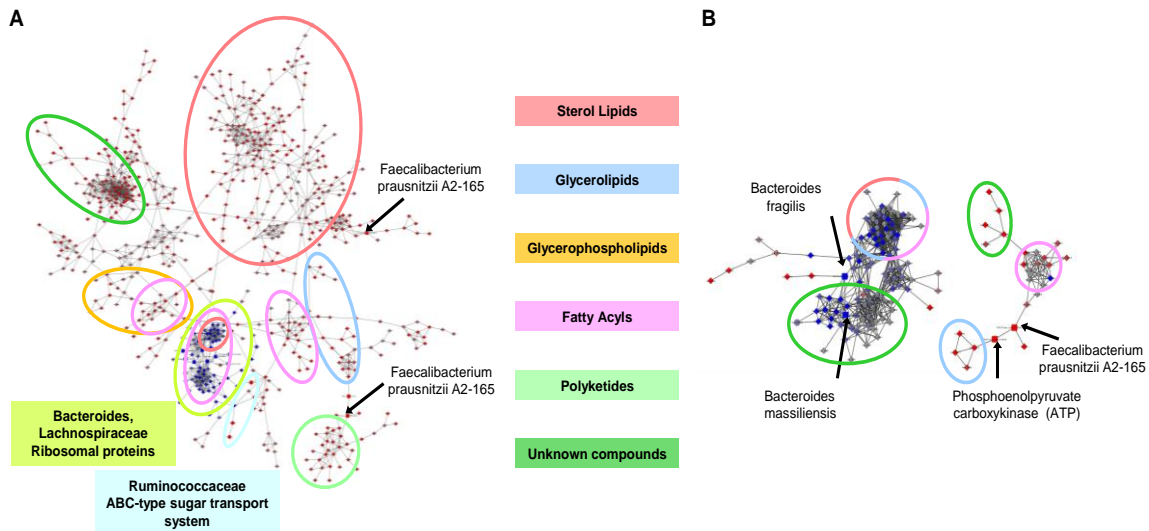 A
B
Faecalibacterium
prausnitzii A2-165
Faecalibacterium
prausnitzii A2-165
Bacteroides,
Lachnospiraceae
Ribosomal proteins
Ruminococcaceae
ABC-type sugar transport
system
Sterol Lipids
Glycerolipids
Glycerophospholipids
Fatty Acyls
Polyketides
Unknown compounds
Bacteroides
fragilis
Bacteroides
massiliensis
Faecalibacterium
prausnitzii A2-165
Phosphoenolpyruvate
carboxykinase (ATP)